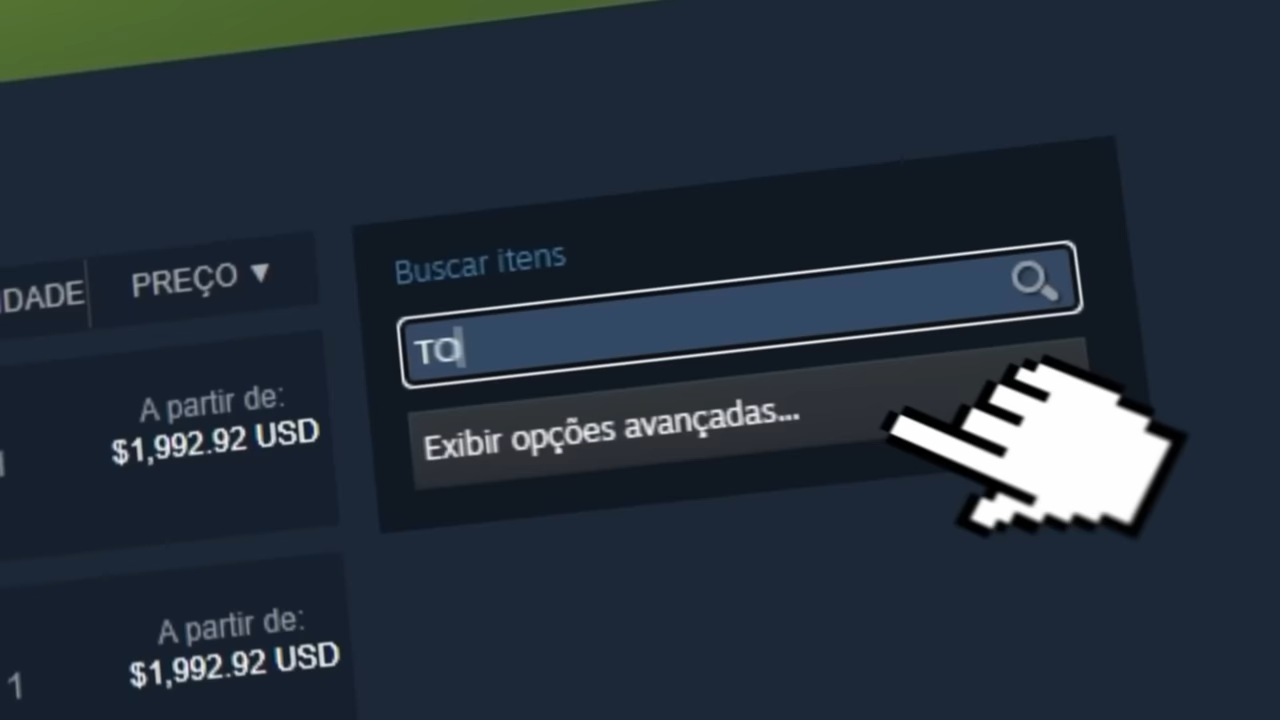 IDADE
PREÇO ▼
Buscar itens
TO
Exibir opções avançadas...
A partir de:
$1,992.92 USD
A partir de:
1
$1,992.92 USD